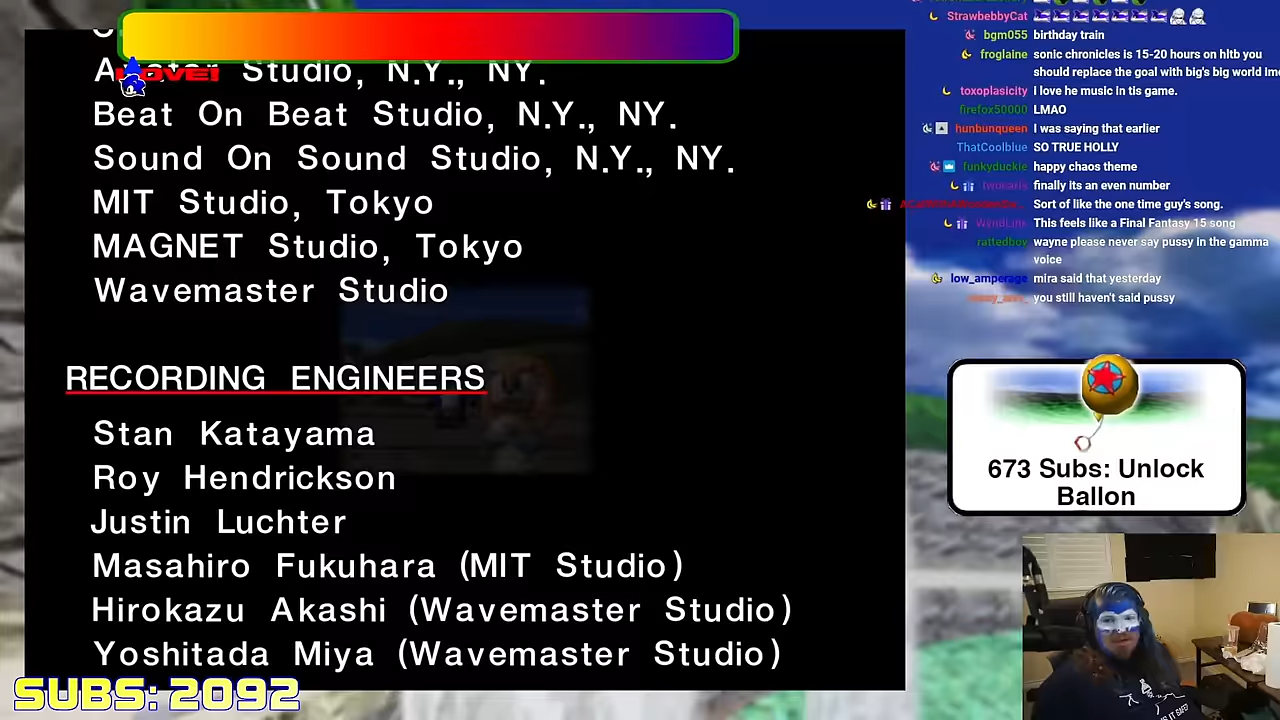 LOVE!
Avatar Studio, N.Y., NY.
Beat On Beat Studio, N.Y., NY.
Sound On Sound Studio, N.Y., NY.
MIT Studio, Tokyo
MAGNET Studio, Tokyo
Wavemaster Studio
RECORDING ENGINEERS
Stan Katayama
Roy Hendrickson
Justin Luchter
Masahiro Fukuhara (MIT Studio)
Hirokazu Akashi (Wavemaster Studio)
Yoshitada Miya (Wavemaster Studio)
SUBS: 2092
StrawbebbyCat
bgm055 birthday train
froglaine sonic chronicles is 15-20 hours on hltb you
should replace the goal with big's big world
toxoplasicity I love he music in tis game.
firefox50000 LMAO
hunbunqueen I was saying that earlier
ThatCoolblue SO TRUE HOLLY
funkyduckie happy chaos theme
finally its an even number
Sort of like the one time guy's song.
This feels like a Final Fantasy 15 song
rattedboy wayne please never say pussy in the gamma
voice
low_amperage mira said that yesterday
you still haven't said pussy
673 Subs: Unlock
Ballon